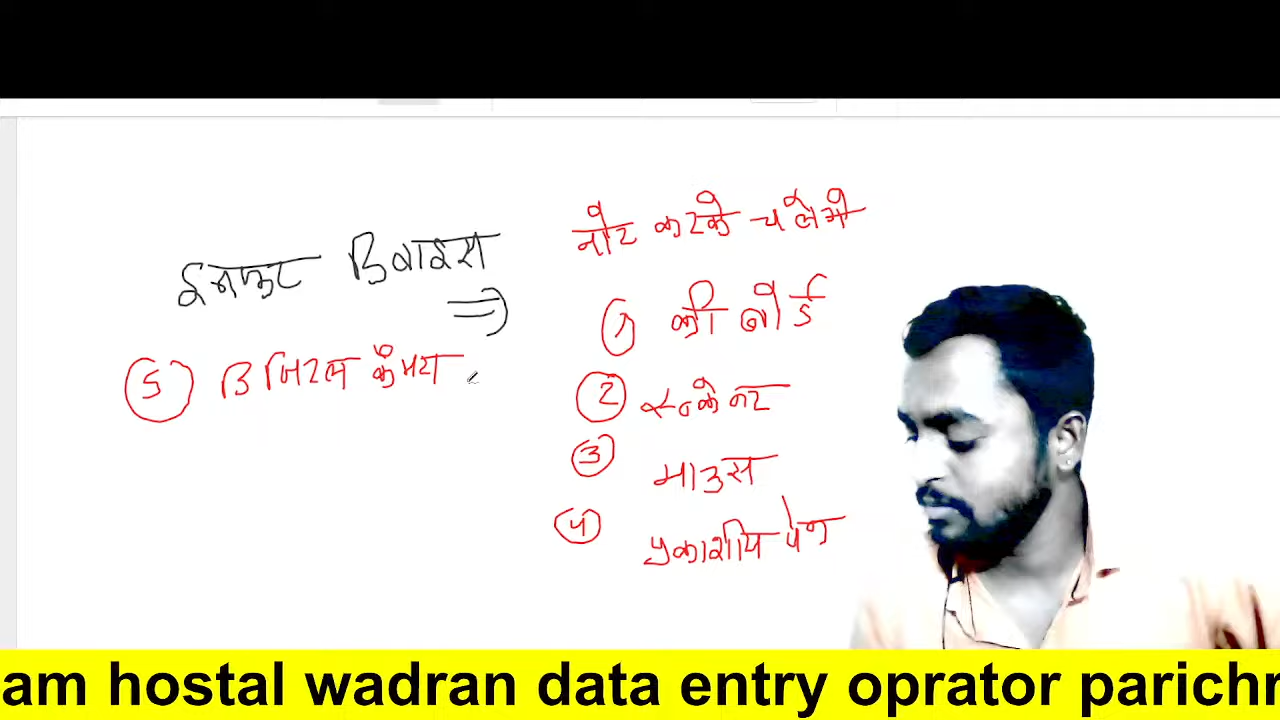 इनपुट डिवाइस
=>
नोट करके चलेगे
1 की बोर्ड
2 स्केनर
3 माउस
4 प्रकाशीय पेन
5 डिजिटल कैमरा
am hostal wadran data entry oprator parichr